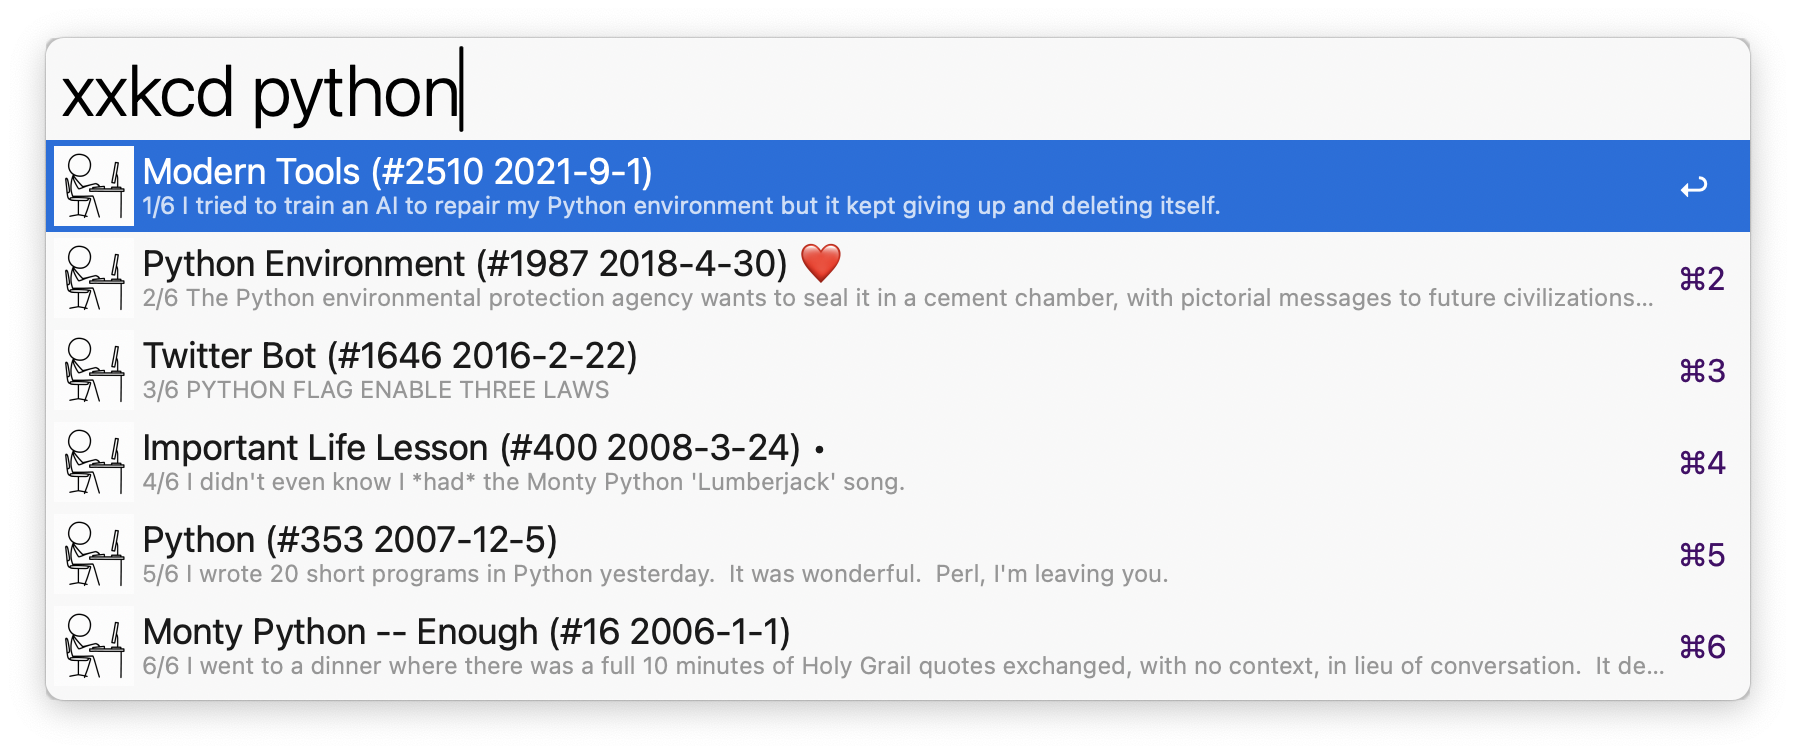 xxkcd python
Modern Tools (#2510 2021-9-1)
1/6 I tried to train an AI to repair my Python environment but it kept giving up and deleting itself.
Python Environment (#1987 2018-4-30) ❤️
2/6 The Python environmental protection agency wants to seal it in a cement chamber, with pictorial messages to future civilizations...
⌘2
Twitter Bot (#1646 2016-2-22)
3/6 PYTHON FLAG ENABLE THREE LAWS
⌘3
Important Life Lesson (#400 2008-3-24) •
4/6 I didn't even know I *had* the Monty Python 'Lumberjack' song.
⌘4
Python (#353 2007-12-5)
5/6 I wrote 20 short programs in Python yesterday.  It was wonderful.  Perl, I'm leaving you.
⌘5
Monty Python -- Enough (#16 2006-1-1)
6/6 I went to a dinner where there was a full 10 minutes of Holy Grail quotes exchanged, with no context, in lieu of conversation.  It de...
⌘6